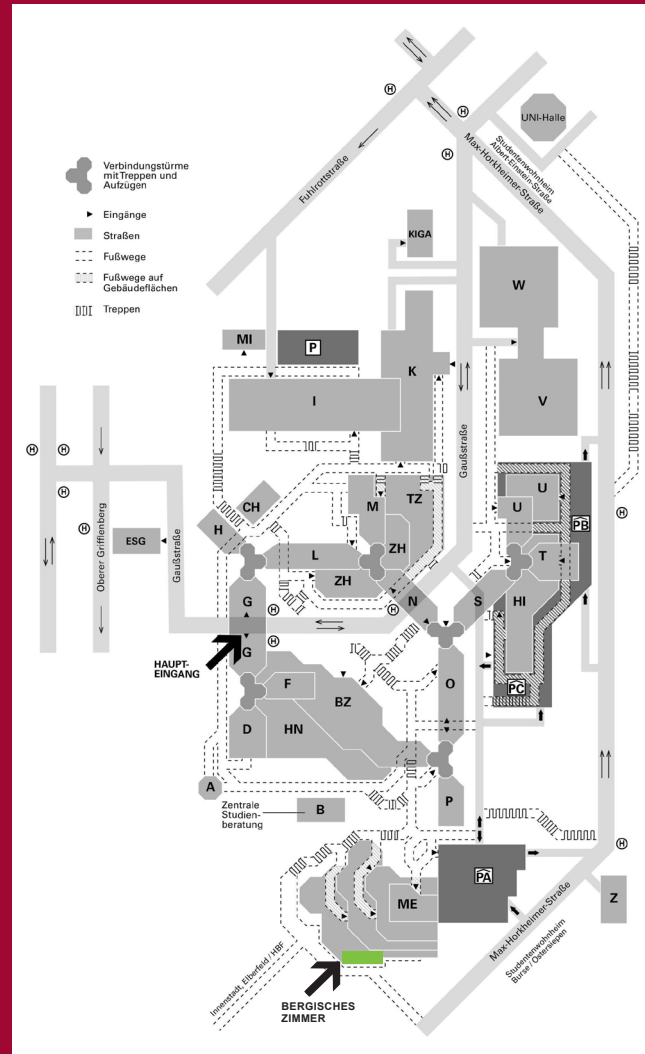 UNI-Halle
Studentenwohnheim
Albert-Einstein-Straße
Max-Horkheimer-Straße
Fuhlrottstraße
H
H
H
Verbindungstürme
mit Treppen und
Aufzügen
Eingänge
Straßen
Fußwege
Fußwege auf
Gebäudeflächen
Treppen
KIGA
W
MI
P
K
I
V
Gaußstraße
H
H
H
H
Oberer Grifflenberg
ESG
Gaußstraße
CH
H
M
TZ
U
U
PB
H
L
ZH
ZH
T
N
S
HI
G
H
H
H
HAUPT-
EINGANG
G
F
BZ
O
PC
D
HN
A
Zentrale
Studien-
beratung
B
P
H
PA
ME
Z
Max-Horkheimer-Straße
Studentenwohnheim
Burse / Ostersiepen
Innenstadt, Elberfeld / HBF
BERGISCHES
ZIMMER